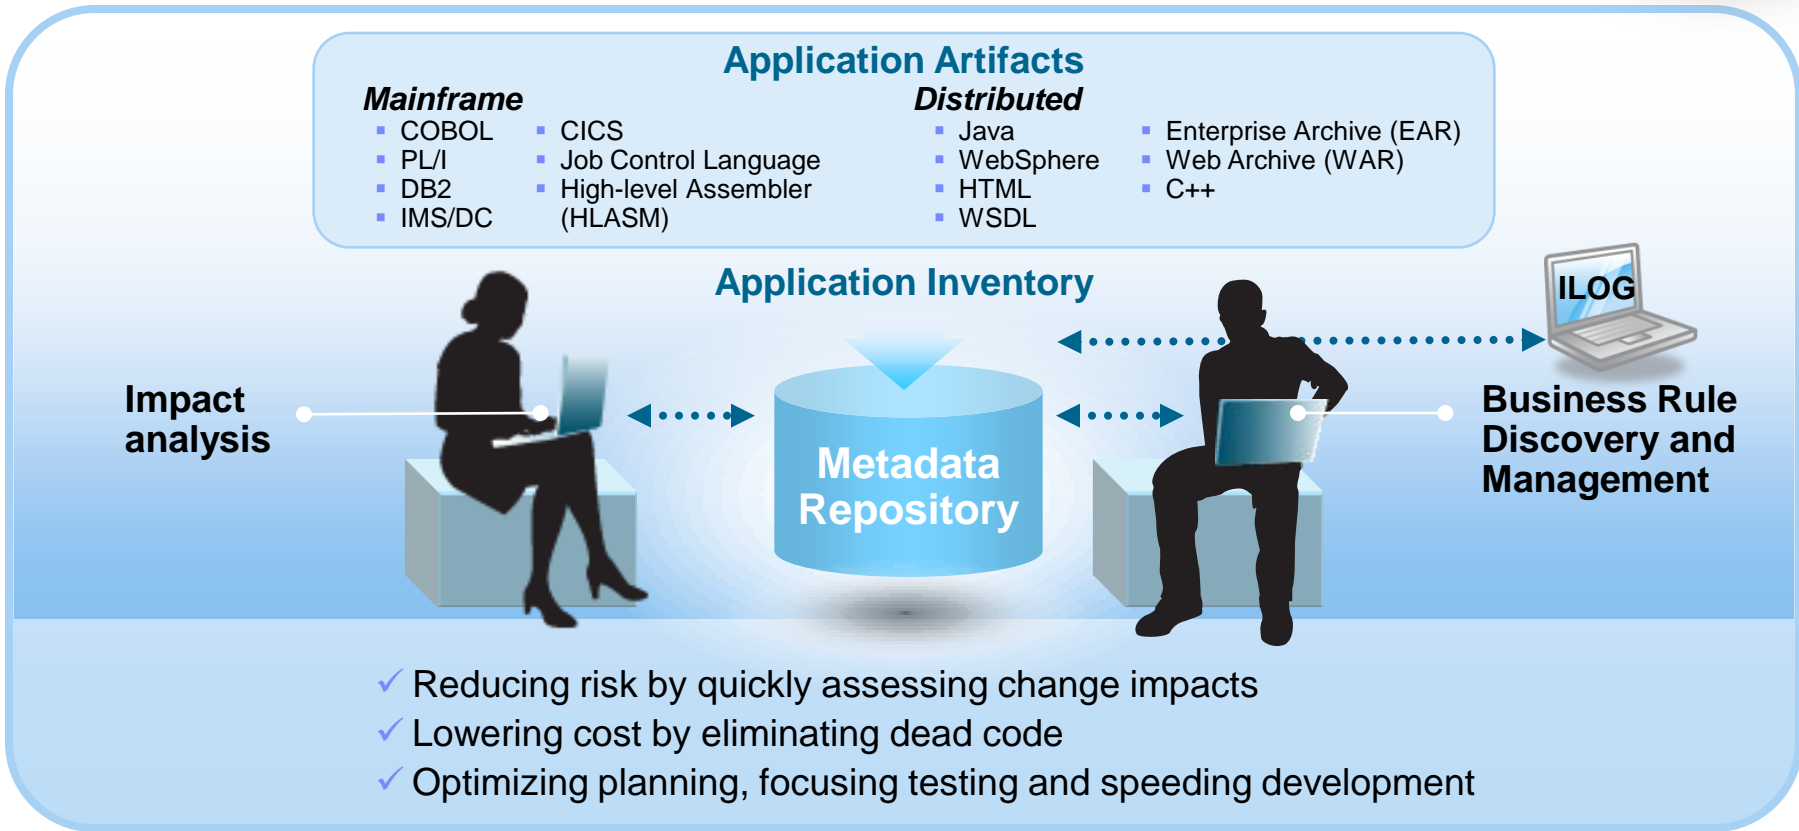 Application Artifacts
Mainframe
COBOL
PL/I
DB2
IMS/DC
CICS
Job Control Language
High-level Assembler
(HLASM)
Distributed
Java
WebSphere
HTML
WSDL
Enterprise Archive (EAR)
Web Archive (WAR)
C++
Application Inventory
ILOG
Impact
analysis
Metadata
Repository
Business Rule
Discovery and
Management
Reducing risk by quickly assessing change impacts
Lowering cost by eliminating dead code
Optimizing planning, focusing testing and speeding development